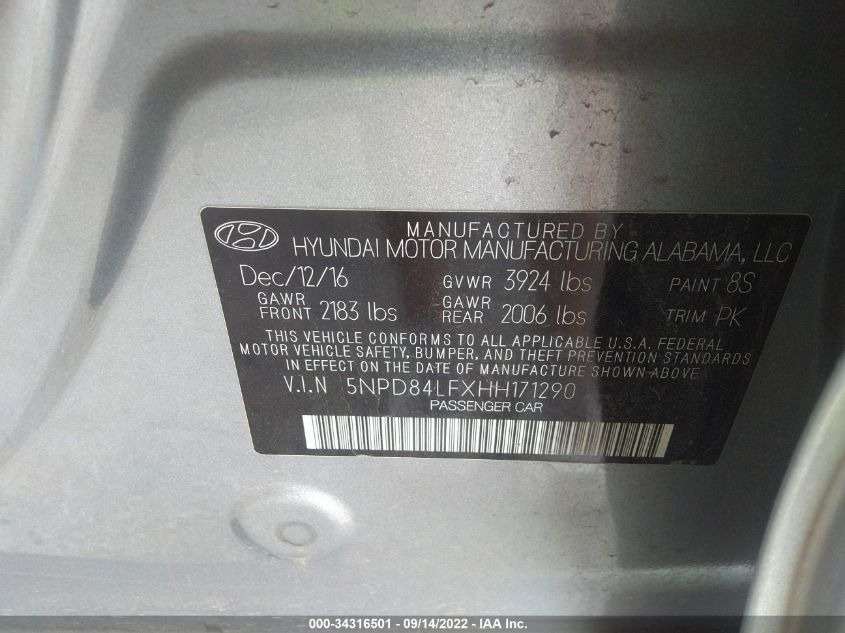 MANUFACTURED BY
HYUNDAI MOTOR MANUFACTURING ALABAMA, LLC
Dec/12/16 GVWR 3924 lbs PAINT 8S
GAWR FRONT 2183 lbs GAWR REAR 2006 lbs TRIM PK
THIS VEHICLE CONFORMS TO ALL APPLICABLE U.S.A. FEDERAL
MOTOR VEHICLE SAFETY, BUMPER, AND THEFT PREVENTION STANDARDS
IN EFFECT ON THE DATE OF MANUFACTURE SHOWN ABOVE
V.I.N 5NPD84LFXHH171290
PASSENGER CAR
000-34316501 - 09/14/2022 - IAA Inc.